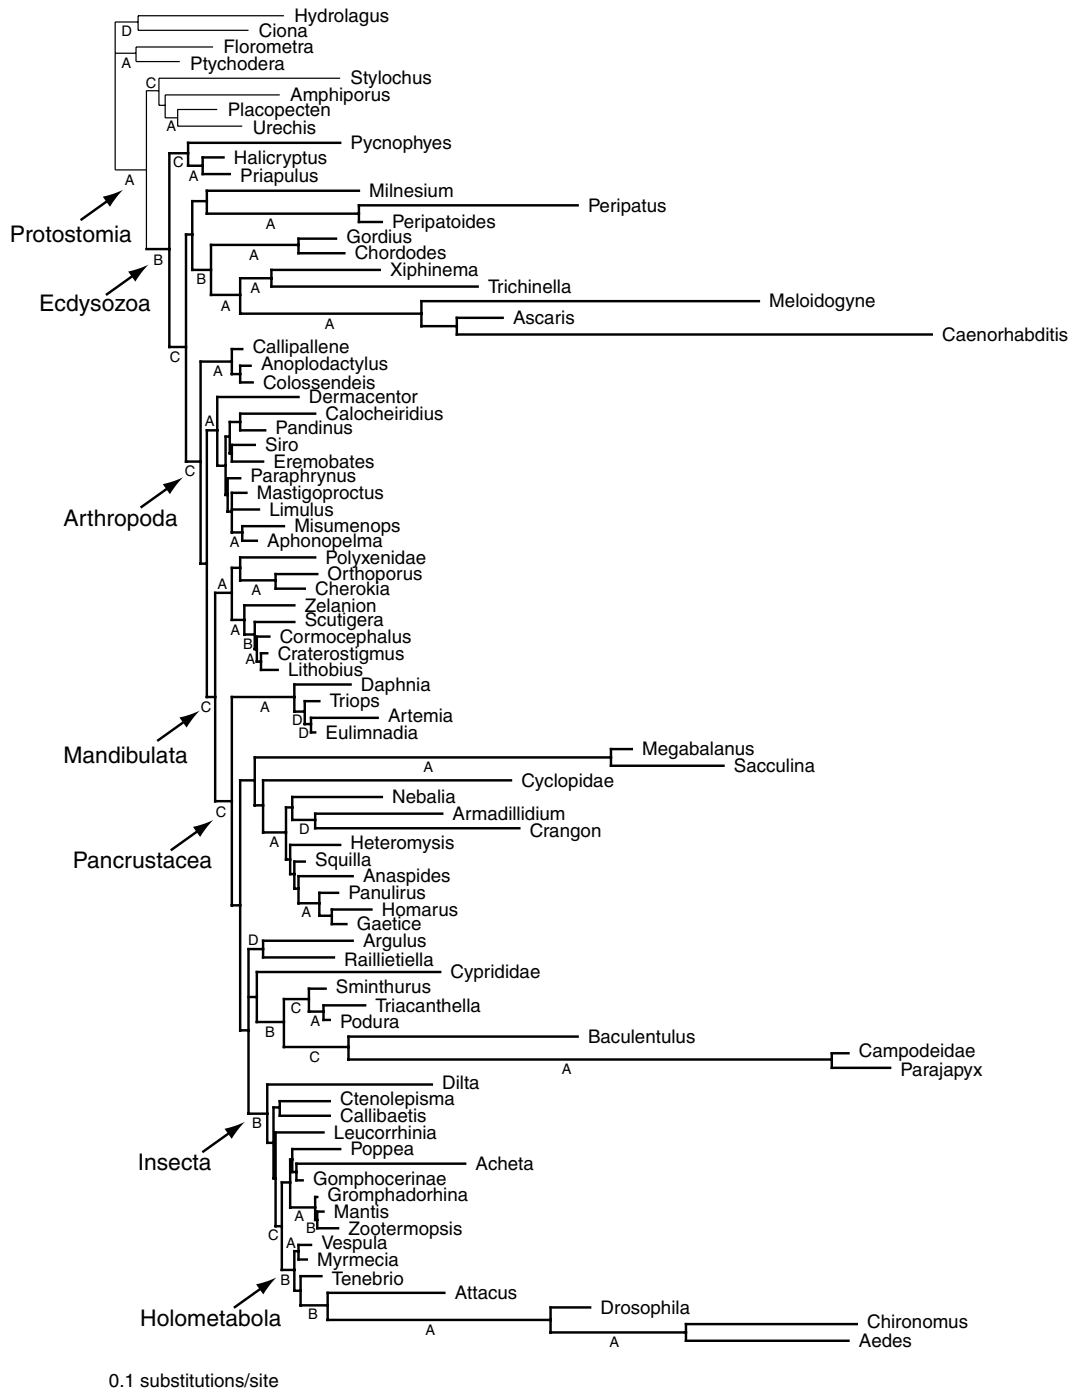 Hydrolagus
D
Ciona
Florometra
A
Ptychodera
Stylochus
C
Amphiporus
Placopecten
A
Urechis
Pycnophyes
C
Halicryptus
A
Priapulus
A
Milnesium
Peripatus
A
Peripatoides
Protostomia
Gordius
A
Chordodes
B
Xiphinema
B
A
Trichinella
Ecdysozoa
A
Meloidogyne
A
Ascaris
Caenorhabditis
Callipallene
C
Anoplodactylus
A
Colossendeis
Dermacentor
Calocheiridius
A
Pandinus
Siro
Eremobates
C
Paraphrynus
Mastigoproctus
Limulus
Arthropoda
Misumenops
A
Aphonopelma
Polyxenidae
Orthoporus
A
A
Cherokia
Zelanion
Scutigera
A
Cormocephalus
B
Craterostigmus
A
Lithobius
Daphnia
Triops
C
A
Artemia
D
Eulimnadia
D
Mandibulata
Megabalanus
A
Sacculina
Cyclopidae
Nebalia
C
Armadillidium
D
Crangon
A
Heteromysis
Pancrustacea
Squilla
Anaspides
Panulirus
A
Homarus
Gaetice
D
Argulus
Raillietiella
Cyprididae
Sminthurus
C
Triacanthella
A
Podura
B
Baculentulus
C
Campodeidae
A
Parajapyx
Dilta
Ctenolepisma
B
Callibaetis
Leucorrhinia
Poppea
Insecta
Acheta
Gomphocerinae
Gromphadorhina
A
Mantis
B
Zootermopsis
C
A
Vespula
Myrmecia
B
Tenebrio
Attacus
Holometabola
B
Drosophila
A
Chironomus
A
Aedes
0.1 substitutions/site